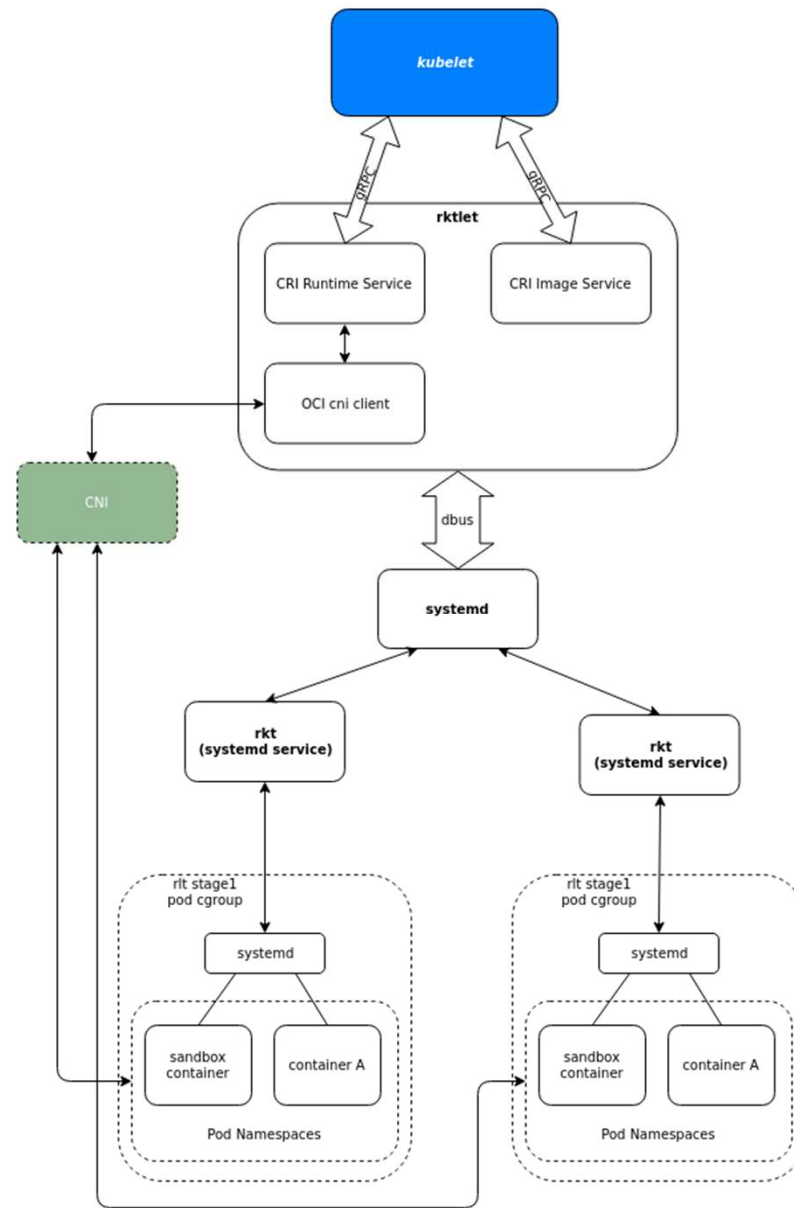 kubelet
gRPC
gRPC
rktlet
CRI Runtime Service
CRI Image Service
OCI cni client
CNI
dbus
systemd
rkt
(systemd service)
rkt
(systemd service)
rlt stage1
pod cgroup
rlt stage1
pod cgroup
systemd
systemd
sandbox
container
container A
sandbox
container
container A
Pod Namespaces
Pod Namespaces